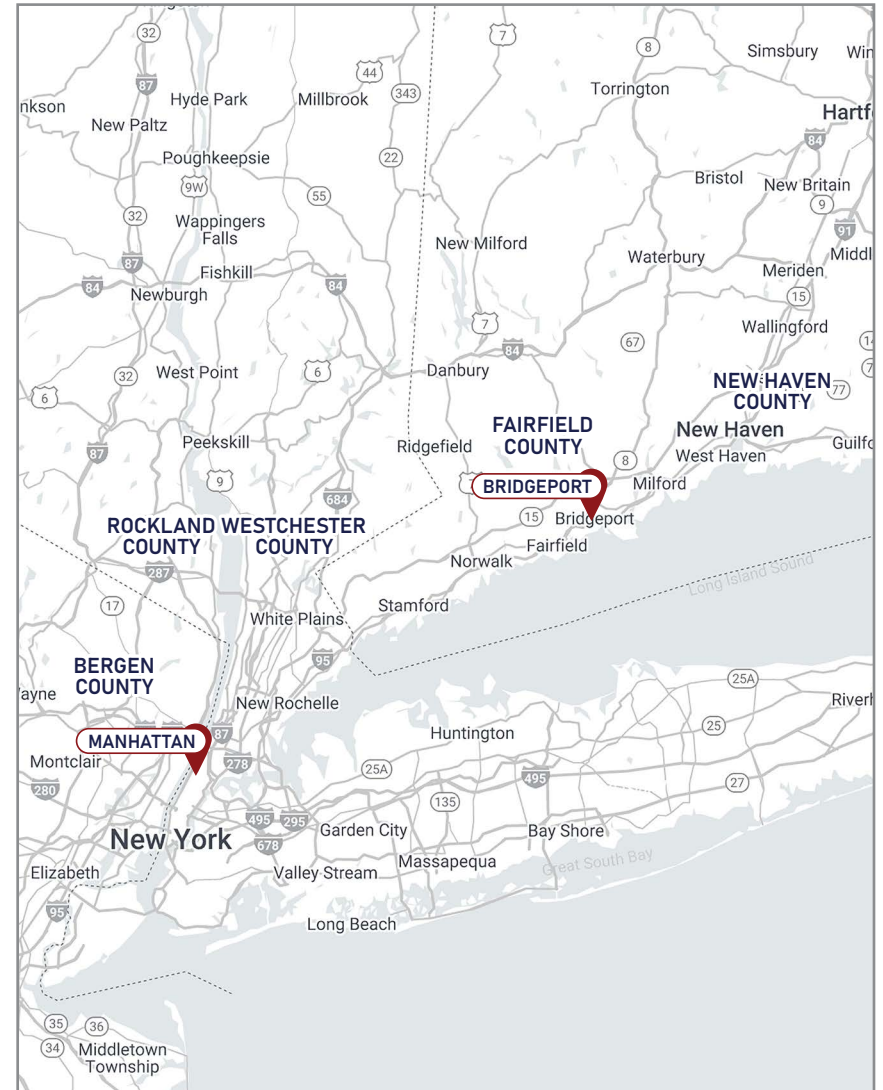 32
7
8
Simsbury
Win
44
87
343
Torrington
Hyde Park
Millbrook
nkson
Hartf
New Paltz
84
22
Poughkeepsie
Bristol
New Britain
9W
55
9
32
Wappingers
Falls
91
New Milford
Middl
Waterbury
87
Fishkill
Meriden
84
84
Newburgh
15
7
Wallingford
67
14
84
West Point
6
Danbury
7
32
NEW HAVEN
COUNTY
77
6
FAIRFIELD
COUNTY
New Haven
Peekskill
Ridgefield
Guilfo
87
8
West Haven
9
7
BRIDGEPORT
Milford
684
ROCKLAND
COUNTY
WESTCHESTER
COUNTY
15
Bridgeport
Fairfield
Norwalk
287
Long Island Sound
17
Stamford
White Plains
95
BERGEN
COUNTY
25A
ayne
New Rochelle
Riverh
25
Huntington
87
MANHATTAN
Montclair
278
25A
495
27
280
135
495
295
Garden City
Bay Shore
New York
678
Massapequa
Great South Bay
Elizabeth
Valley Stream
95
Long Beach
35
36
34
Middletown
Township